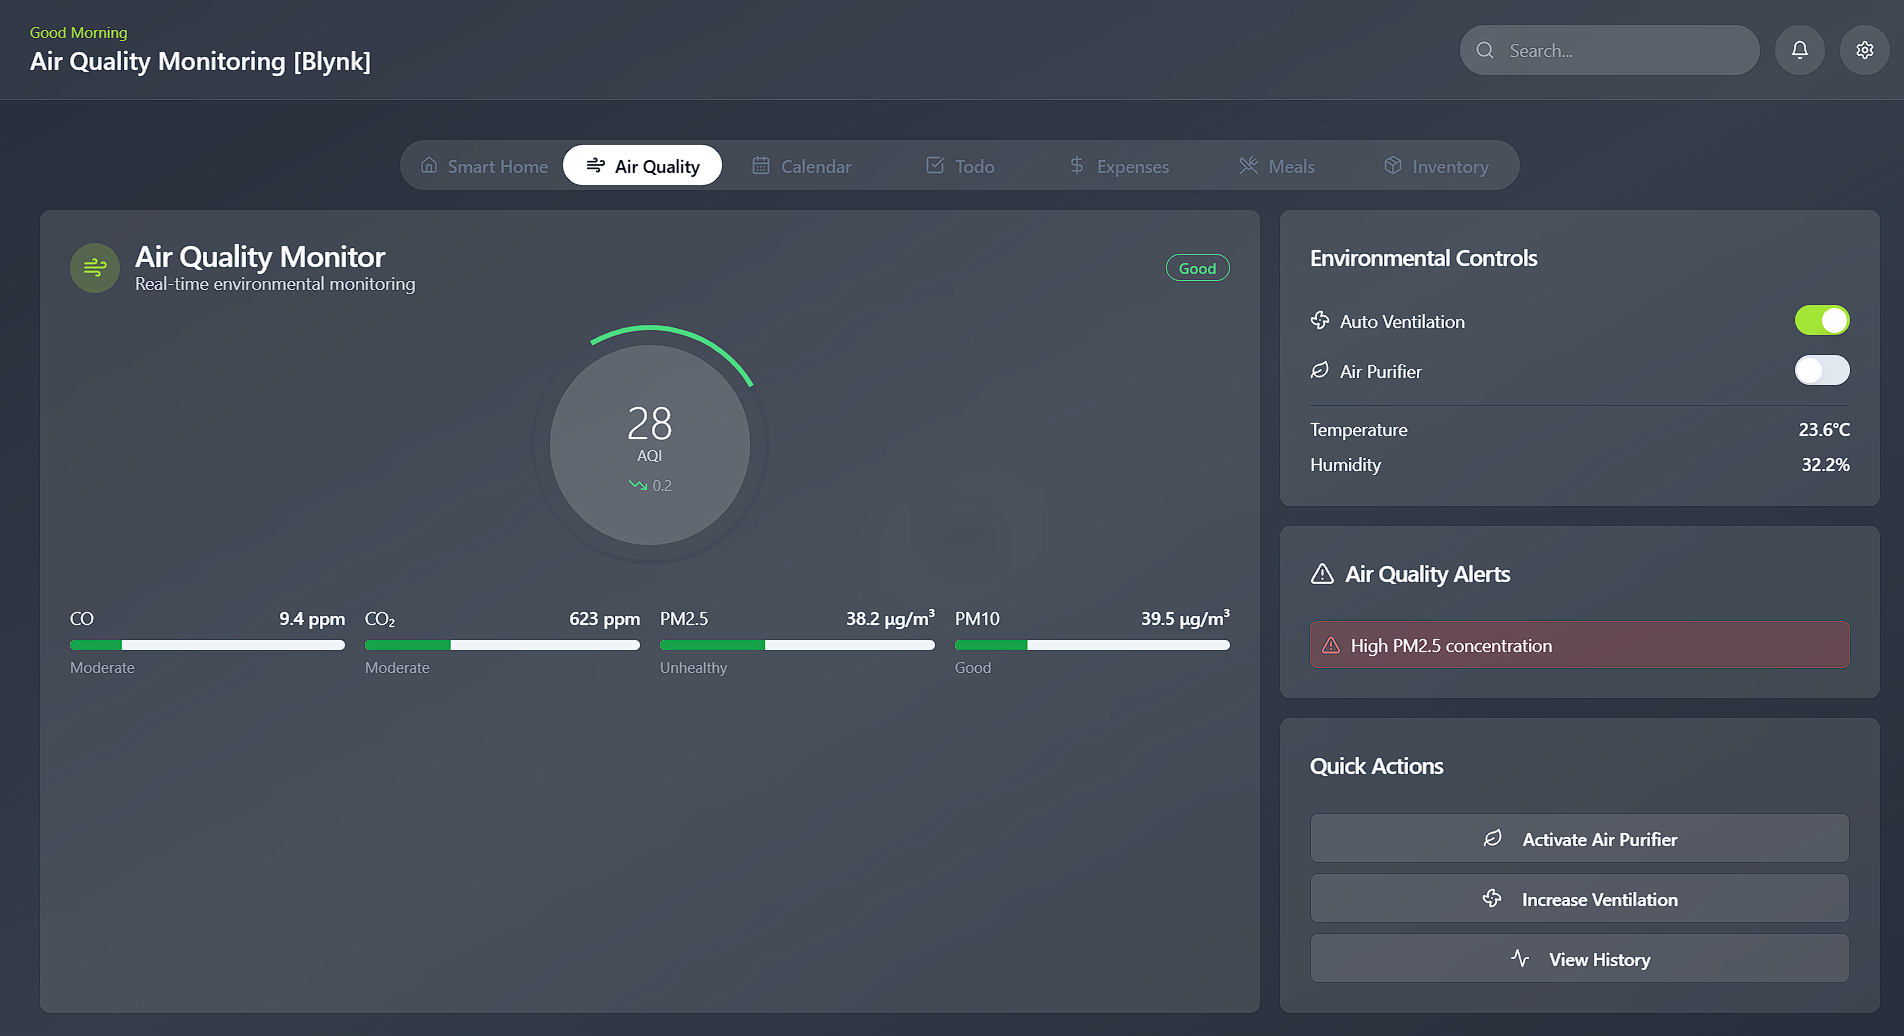 Good Morning
Air Quality Monitoring [Blynk]
Search...
Smart Home
Air Quality
Calendar
Todo
Expenses
Meals
Inventory
Air Quality Monitor
Real-time environmental monitoring
Good
28
AQI
0.2
CO 9.4 ppm
Moderate
CO₂ 623 ppm
Moderate
PM2.5 38.2 µg/m³
Unhealthy
PM10 39.5 µg/m³
Good
Environmental Controls
Auto Ventilation
Air Purifier
Temperature 23.6°C
Humidity 32.2%
Air Quality Alerts
High PM2.5 concentration
Quick Actions
Activate Air Purifier
Increase Ventilation
View History